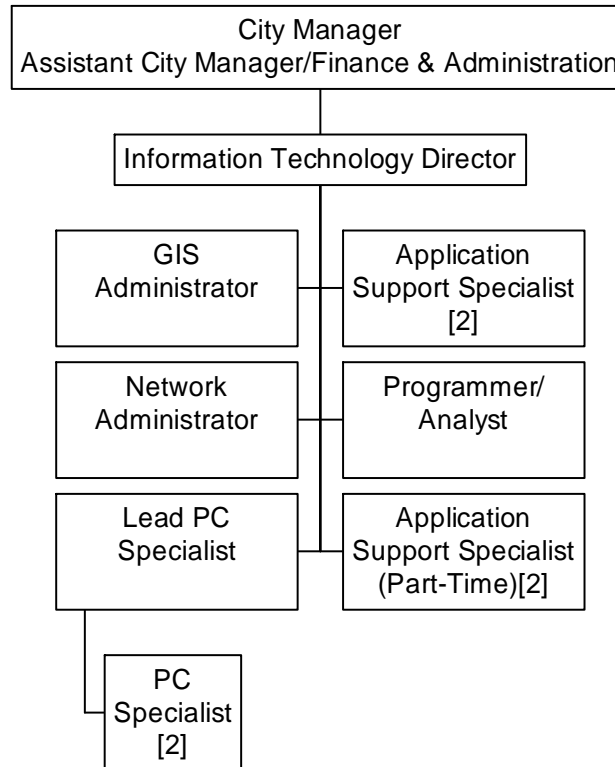 City Manager
Assistant City Manager/Finance & Administration
Information Technology Director
GIS
Administrator
Application
Support Specialist
[2]
Network
Administrator
Programmer/
Analyst
Lead PC
Specialist
Application
Support Specialist
(Part-Time)[2]
PC
Specialist
[2]